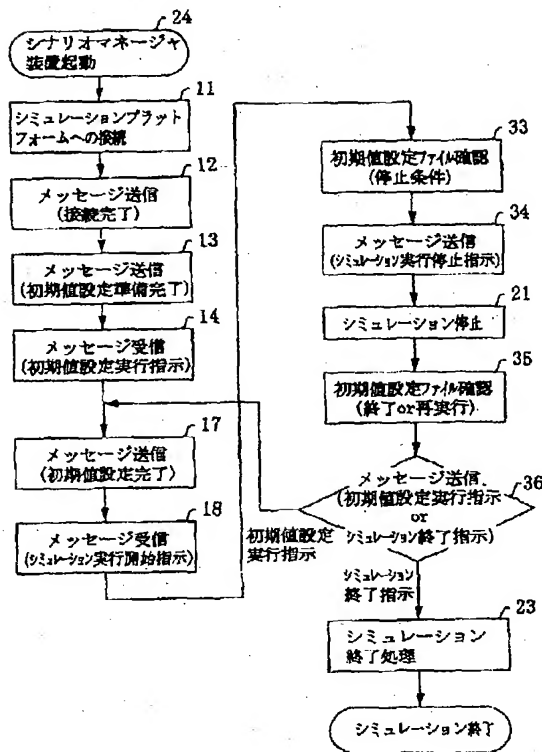 24
シナリオマネージャ
装置起動
11
シミュレーションプラット
フォームへの接続
12
メッセージ送信
(接続完了)
13
メッセージ送信
(初期値設定準備完了)
14
メッセージ受信
(初期値設定実行指示)
17
メッセージ送信
(初期値設定完了)
18
メッセージ受信
(シミュレーション実行開始指示)
33
初期値設定ファイル確認
(停止条件)
34
メッセージ送信
(シミュレーション実行停止指示)
21
シミュレーション停止
35
初期値設定ファイル確認
(終了or再実行)
36
メッセージ送信
(初期値設定実行指示
or
シミュレーション終了指示)
初期値設定
実行指示
シミュレーション
終了指示
23
シミュレーション
終了処理
シミュレーション終了